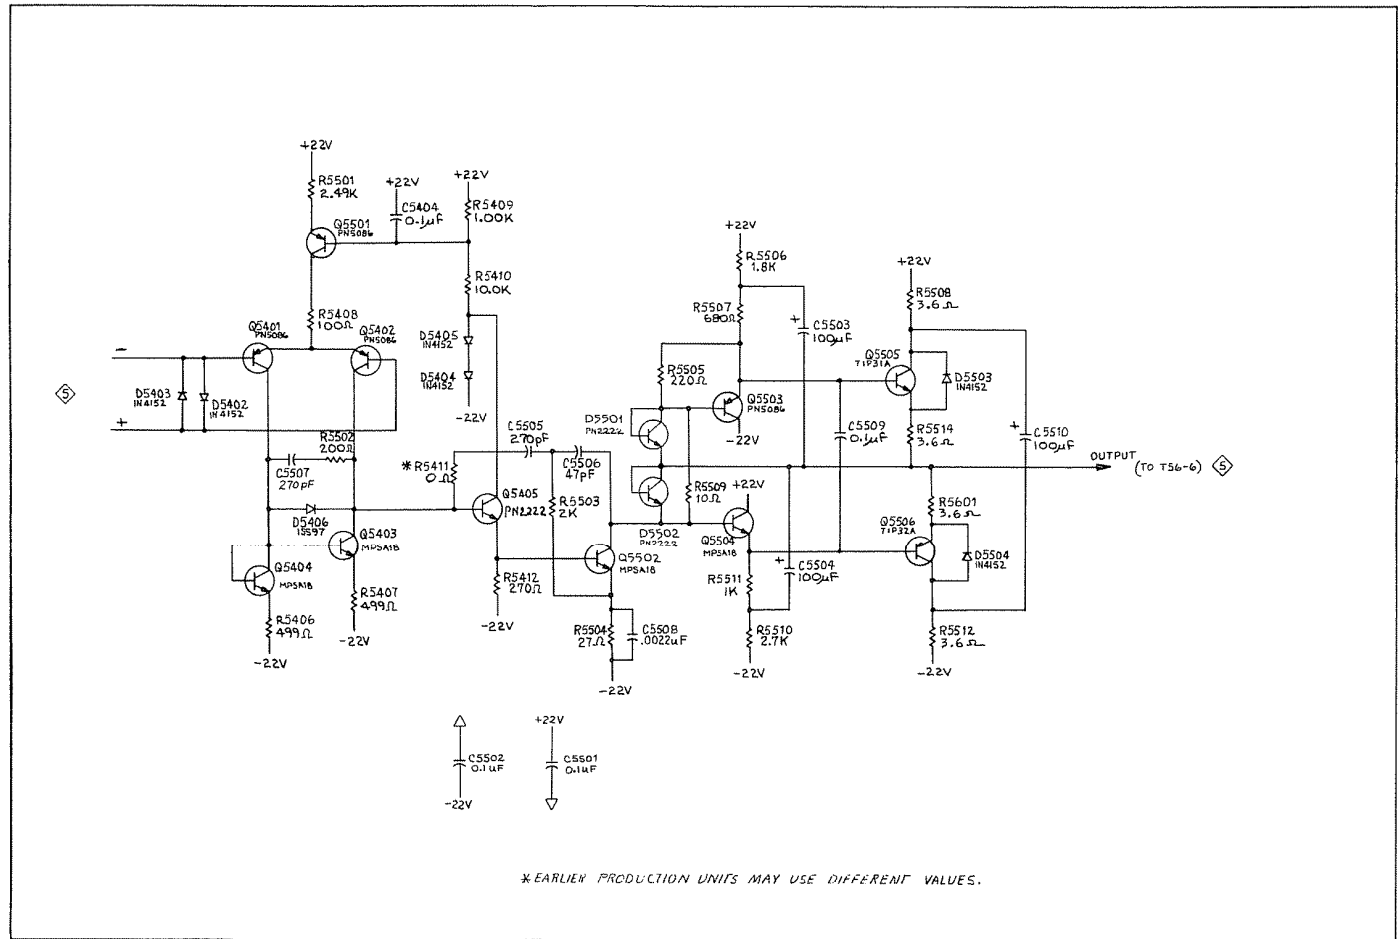 +22V
R5501
2.49K
+22V
C5404
0.1µF
+22V
R5409
1.00K
Q5501
PN5086
R5410
10.0K
R5408
100Ω
Q5401
PN5086
Q5402
PN5086
D5405
1N4152
D5404
1N4152
-22V
−
+
5
D5403
1N4152
D5402
1N4152
R5502
200Ω
C5507
270pF
D5406
1S597
Q5403
MPSA18
Q5404
MPSA18
R5406
499Ω
-22V
R5407
499Ω
-22V
* R5411
0Ω
C5505
270pF
C5506
47pF
Q5405
PN2222
R5503
2K
R5412
270Ω
-22V
Q5502
MPSA18
R5504
27Ω
C5508
.0022uF
-22V
+22V
R5506
1.8K
R5507
680Ω
+
C5503
100µF
R5505
220Ω
Q5503
PN5086
-22V
D5501
PN2222
D5502
PN2222
R5509
10Ω
+22V
Q5504
MPSA18
R5511
1K
R5510
2.7K
-22V
+
C5504
100µF
C5509
0.1µF
+22V
R5508
3.6Ω
Q5505
TIP31A
D5503
1N4152
R5514
3.6Ω
+
C5510
100µF
OUTPUT
(TO TS6-6)
5
R5601
3.6Ω
Q5506
TIP32A
D5504
1N4152
R5512
3.6Ω
-22V
C5502
0.1uF
-22V
+22V
C5501
0.1uF
* EARLIER PRODUCTION UNITS MAY USE DIFFERENT VALUES.